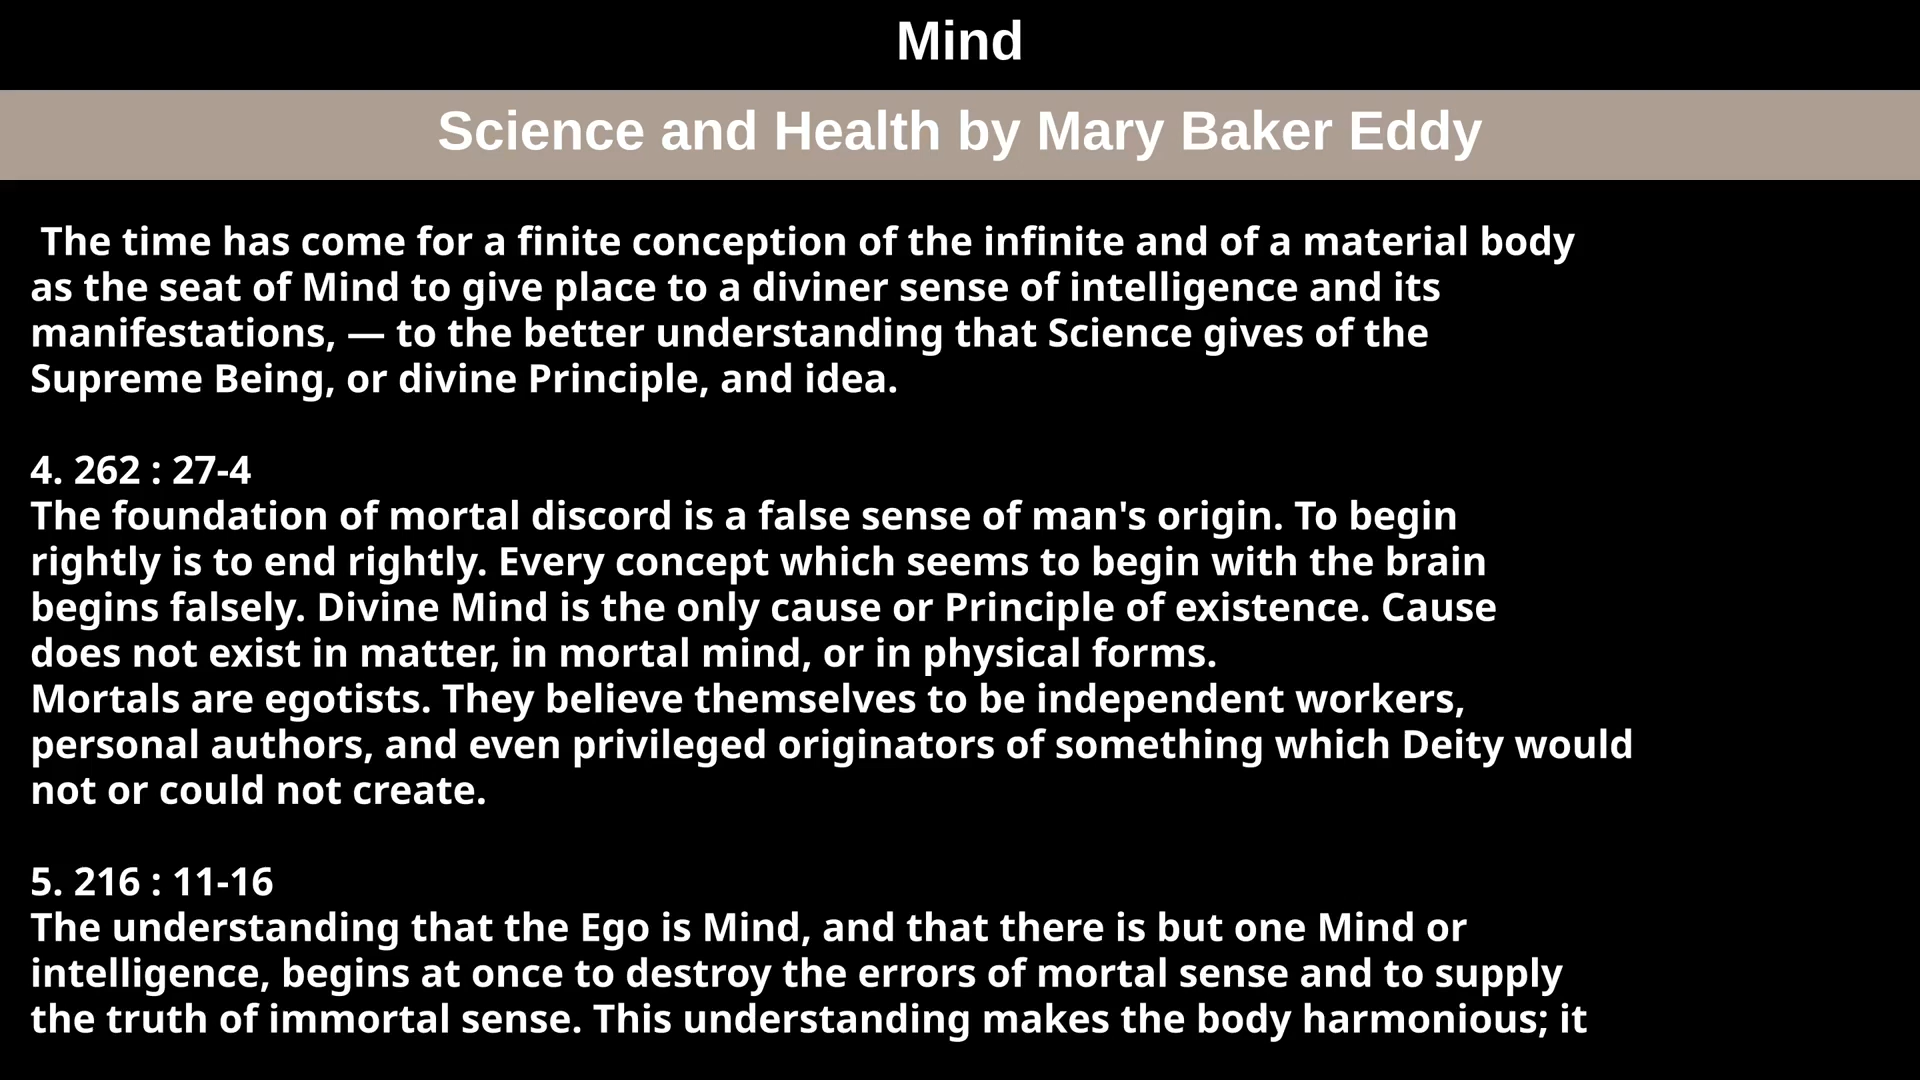 Mind
Science and Health by Mary Baker Eddy
The time has come for a finite conception of the infinite and of a material body
as the seat of Mind to give place to a diviner sense of intelligence and its
manifestations, — to the better understanding that Science gives of the
Supreme Being, or divine Principle, and idea.
4. 262 : 27-4
The foundation of mortal discord is a false sense of man's origin. To begin
rightly is to end rightly. Every concept which seems to begin with the brain
begins falsely. Divine Mind is the only cause or Principle of existence. Cause
does not exist in matter, in mortal mind, or in physical forms.
Mortals are egotists. They believe themselves to be independent workers,
personal authors, and even privileged originators of something which Deity would
not or could not create.
5. 216 : 11-16
The understanding that the Ego is Mind, and that there is but one Mind or
intelligence, begins at once to destroy the errors of mortal sense and to supply
the truth of immortal sense. This understanding makes the body harmonious; it